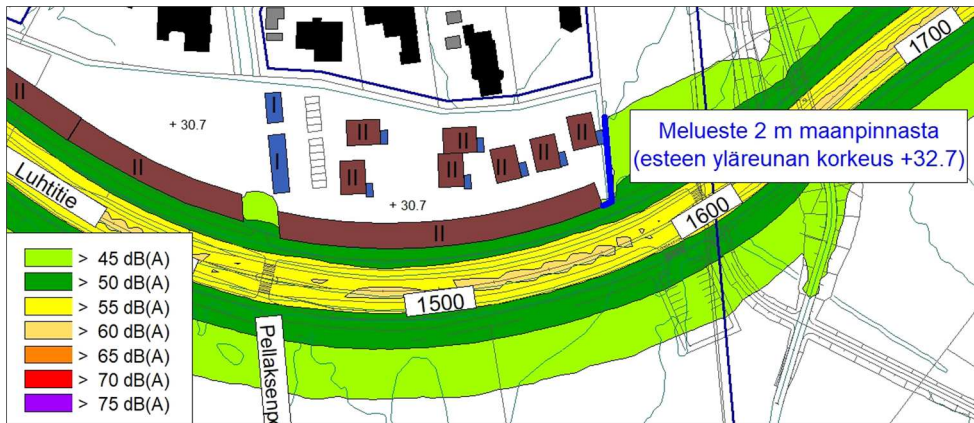 1700
II
I
+ 30.7
II
II
II
Melueste 2 m maanpinnasta
(esteen yläreunan korkeus +32.7)
II
II
I
II
II
II
Luhtitie
+ 30.7
1600
II
> 45 dB(A)
> 50 dB(A)
> 55 dB(A)
> 60 dB(A)
> 65 dB(A)
> 70 dB(A)
> 75 dB(A)
1500
Pellaksenpo